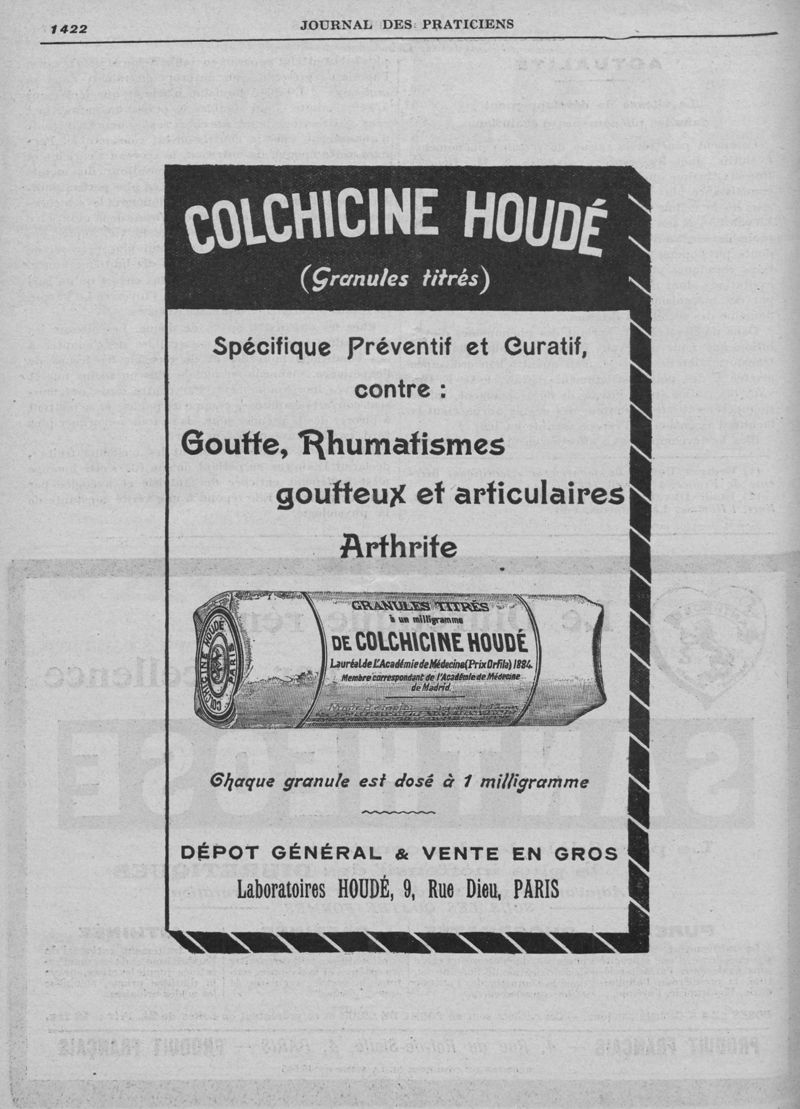 1422
JOURNAL DES PRATICIENS
COLCHICINE HOUDÉ
(Granules titrés)
Spécifique Préventif et Curatif,
contre :
Goutte, Rhumatismes
goutteux et articulaires
Arthrite
COLCHICINE HOUDÉ
PARIS
GRANULES TITRÉS
à un milligramme
DE COLCHICINE HOUDÉ
Lauréat de L'Académie de Médecine (Prix Orfila) 1884.
Membre correspondant de l'Académie de Médecine
de Madrid.
Chaque granule est dosé à 1 milligramme
DÉPOT GÉNÉRAL & VENTE EN GROS
Laboratoires HOUDÉ, 9, Rue Dieu, PARIS